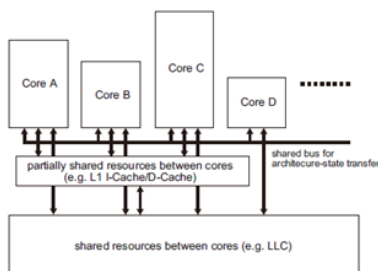 Core A
Core B
Core C
Core D
shared bus for
architecure-state transfer
partially shared resources between cores
(e.g. L1 I-Cache/D-Cache)
shared resources between cores (e.g. LLC)